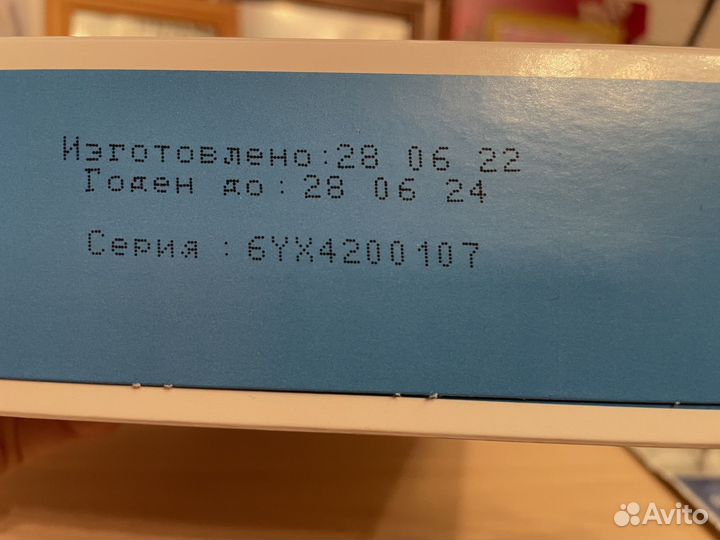 Изготовлено:28 06 22
Годен до: 28 06 24
Серия : 6YX4200107
Avito